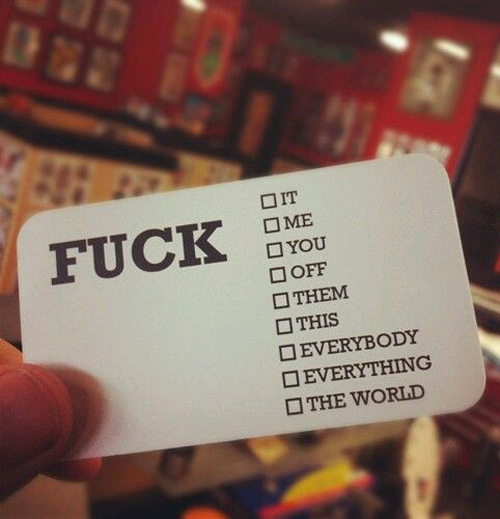 FUCK
IT
ME
YOU
OFF
THEM
THIS
EVERYBODY
EVERYTHING
THE WORLD